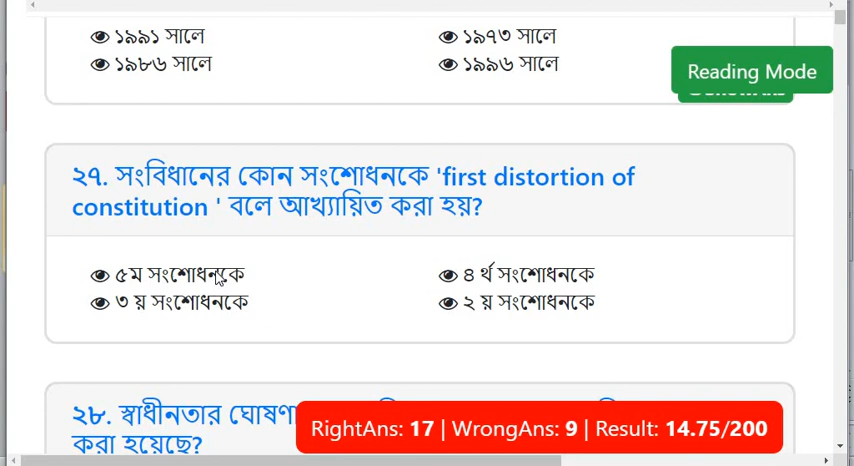 ১৯৯১ সালে
১৯৭৩ সালে
১৯৮৬ সালে
১৯৯৬ সালে
Reading Mode
২৭. সংবিধানের কোন সংশোধনকে 'first distortion of
constitution ' বলে আখ্যায়িত করা হয়?
৫ম সংশোধনকে
৪ র্থ সংশোধনকে
৩ য় সংশোধনকে
২ য় সংশোধনকে
২৮. স্বাধীনতার ঘোষণা
করা হয়েছে?
RightAns: 17 | WrongAns: 9 | Result: 14.75/200